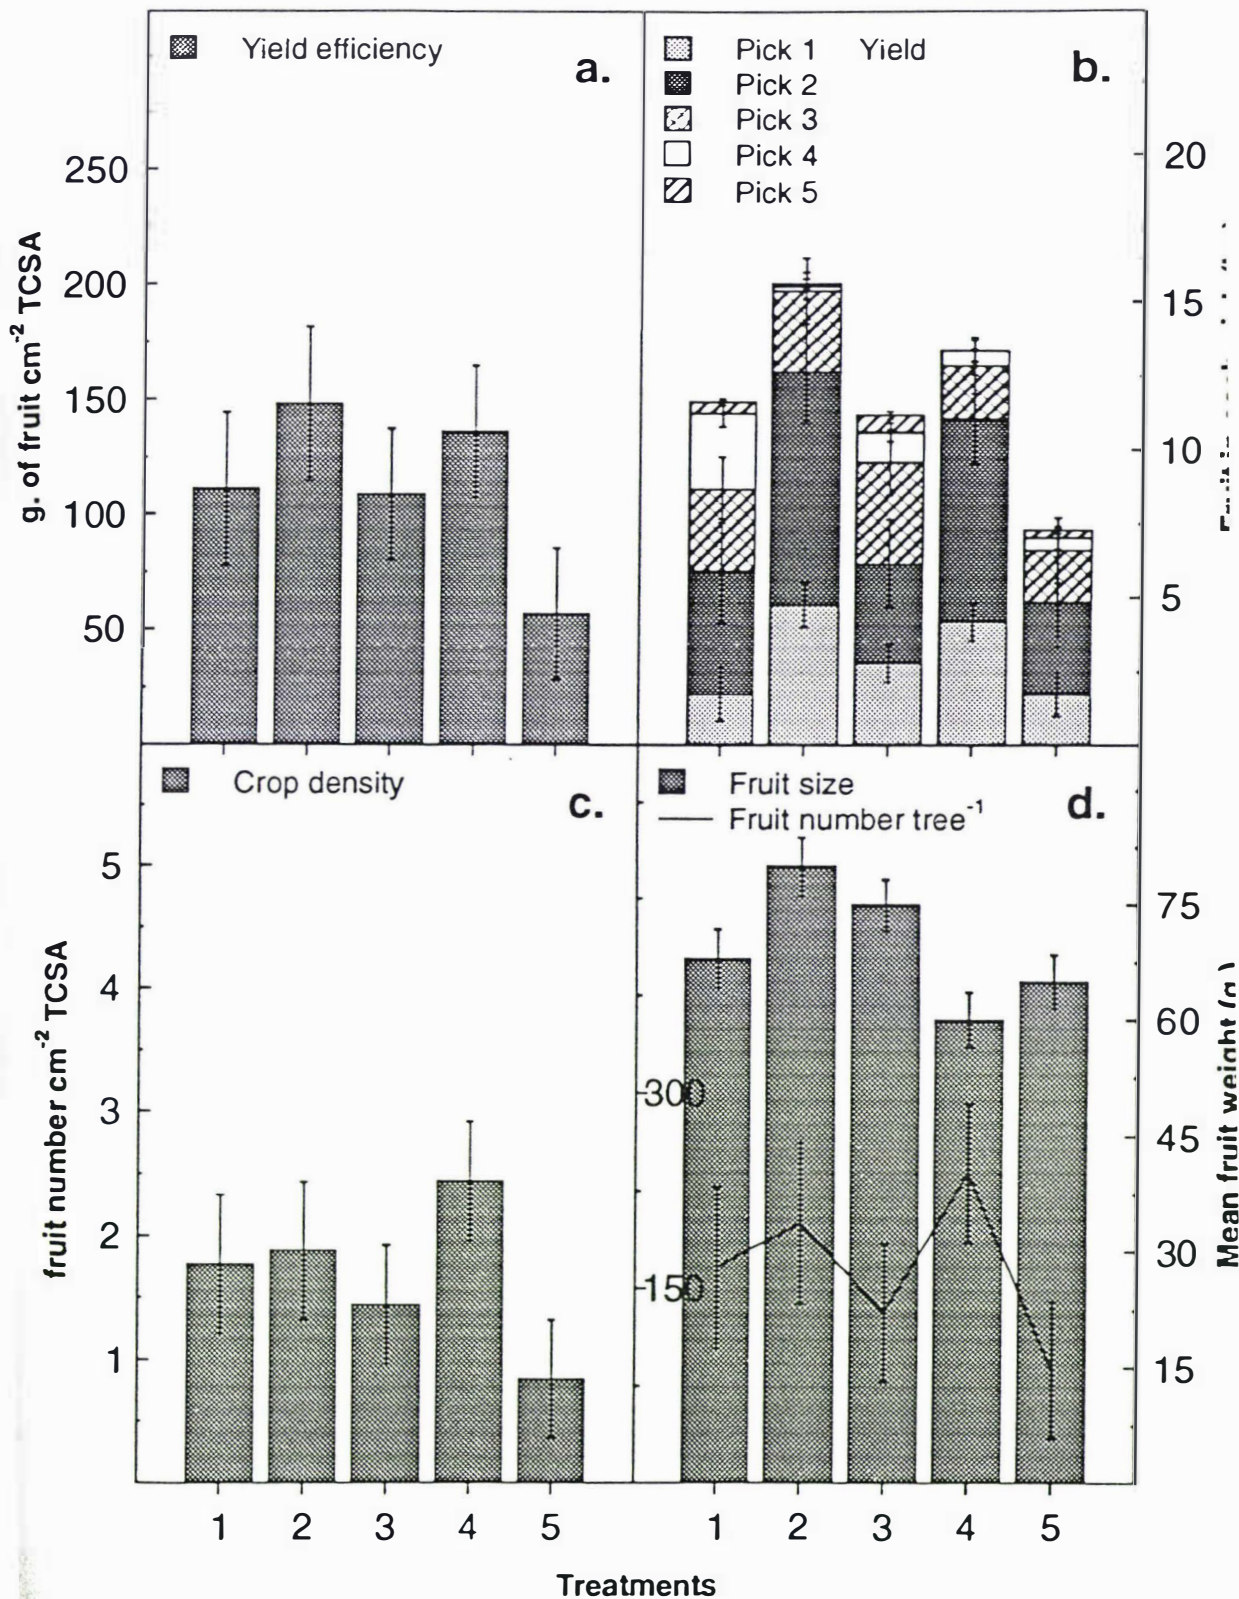 Yield efficiency
a.
250
200
150
100
50
g. of fruit cm⁻² TCSA
Pick 1 Yield
Pick 2
Pick 3
Pick 4
Pick 5
b.
20
15
10
5
Crop density
c.
5
4
3
2
1
fruit number cm⁻² TCSA
Fruit size
Fruit number tree⁻¹
d.
300
150
75
60
45
30
15
Mean fruit weight (g.)
1 2 3 4 5
1 2 3 4 5
Treatments